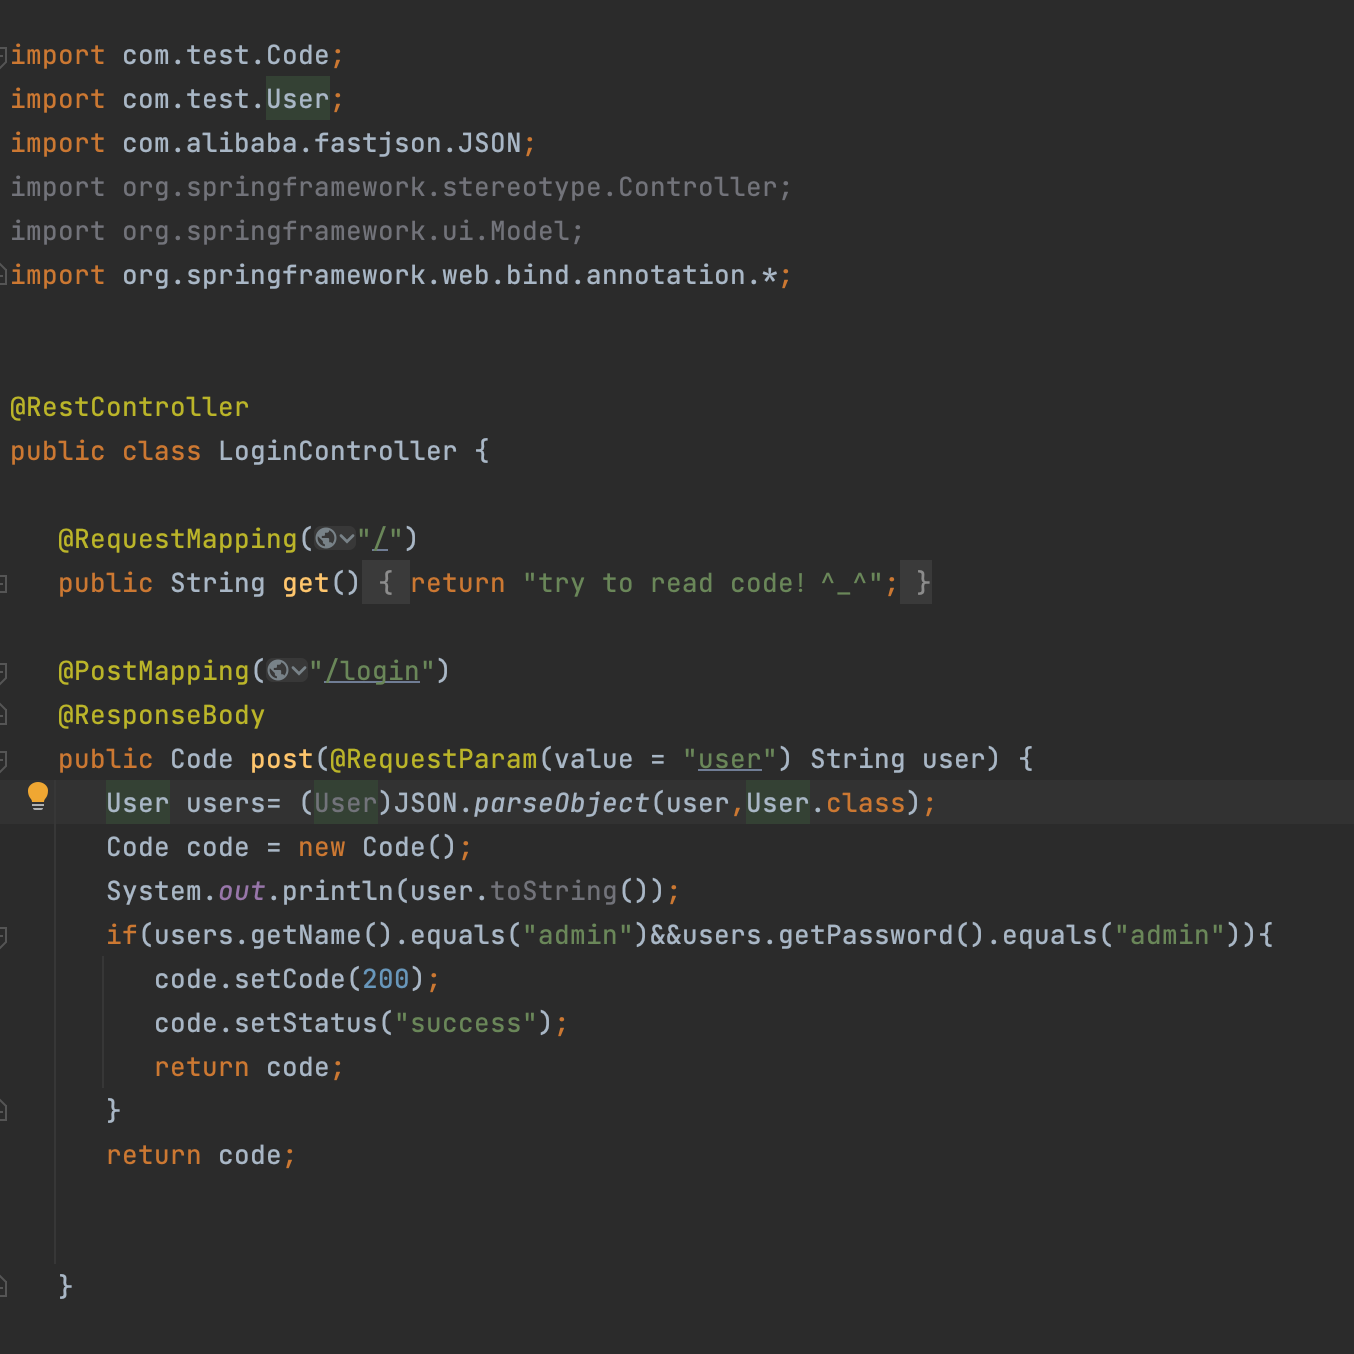 import com.test.Code;
import com.test.User;
import com.alibaba.fastjson.JSON;
import org.springframework.stereotype.Controller;
import org.springframework.ui.Model;
import org.springframework.web.bind.annotation.*;
@RestController
public class LoginController {
@RequestMapping("/")
public String get() { return "try to read code! ^_^"; }
@PostMapping("/login")
@ResponseBody
public Code post(@RequestParam(value = "user") String user) {
User users= (User)JSON.parseObject(user,User.class);
Code code = new Code();
System.out.println(user.toString());
if(users.getName().equals("admin")&&users.getPassword().equals("admin")){
code.setCode(200);
code.setStatus("success");
return code;
}
return code;
}